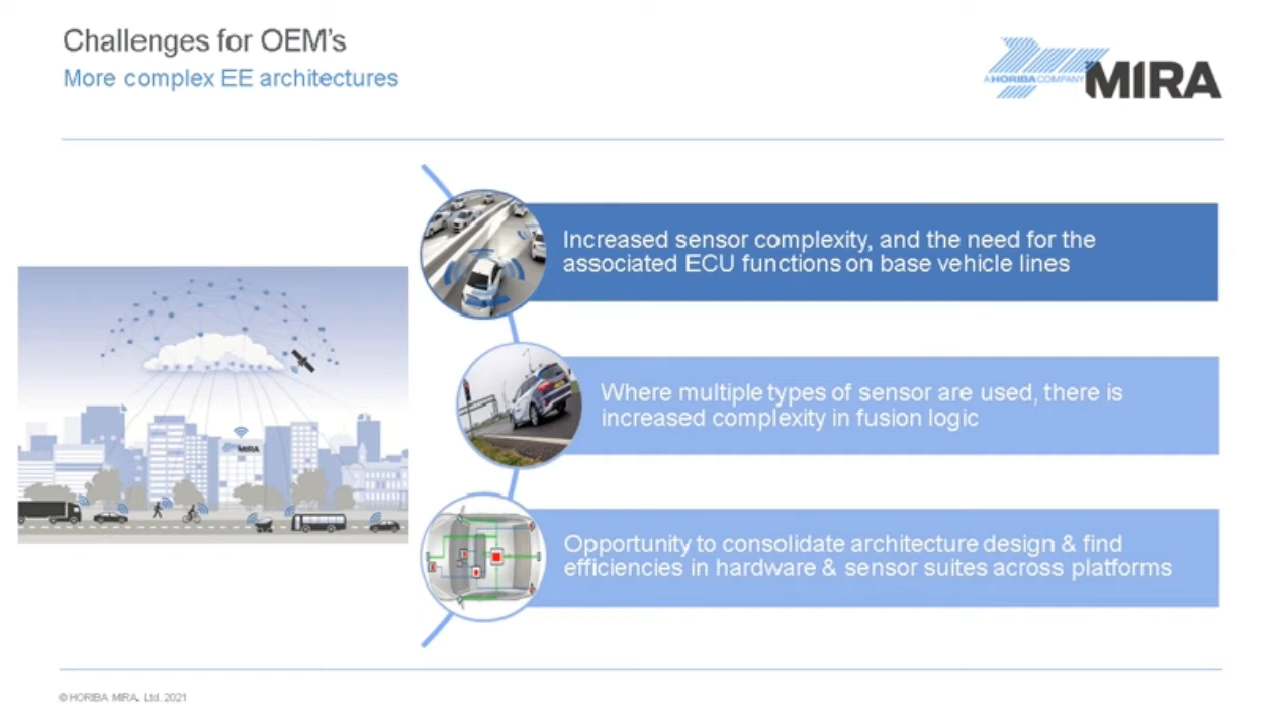 Challenges for OEM's
More complex EE architectures
A HORIBA COMPANY
MIRA
Increased sensor complexity, and the need for the
associated ECU functions on base vehicle lines
Where multiple types of sensor are used, there is
increased complexity in fusion logic
MIRA
Opportunity to consolidate architecture design & find
efficiencies in hardware & sensor suites across platforms
© HORIBA MIRA, Ltd. 2021